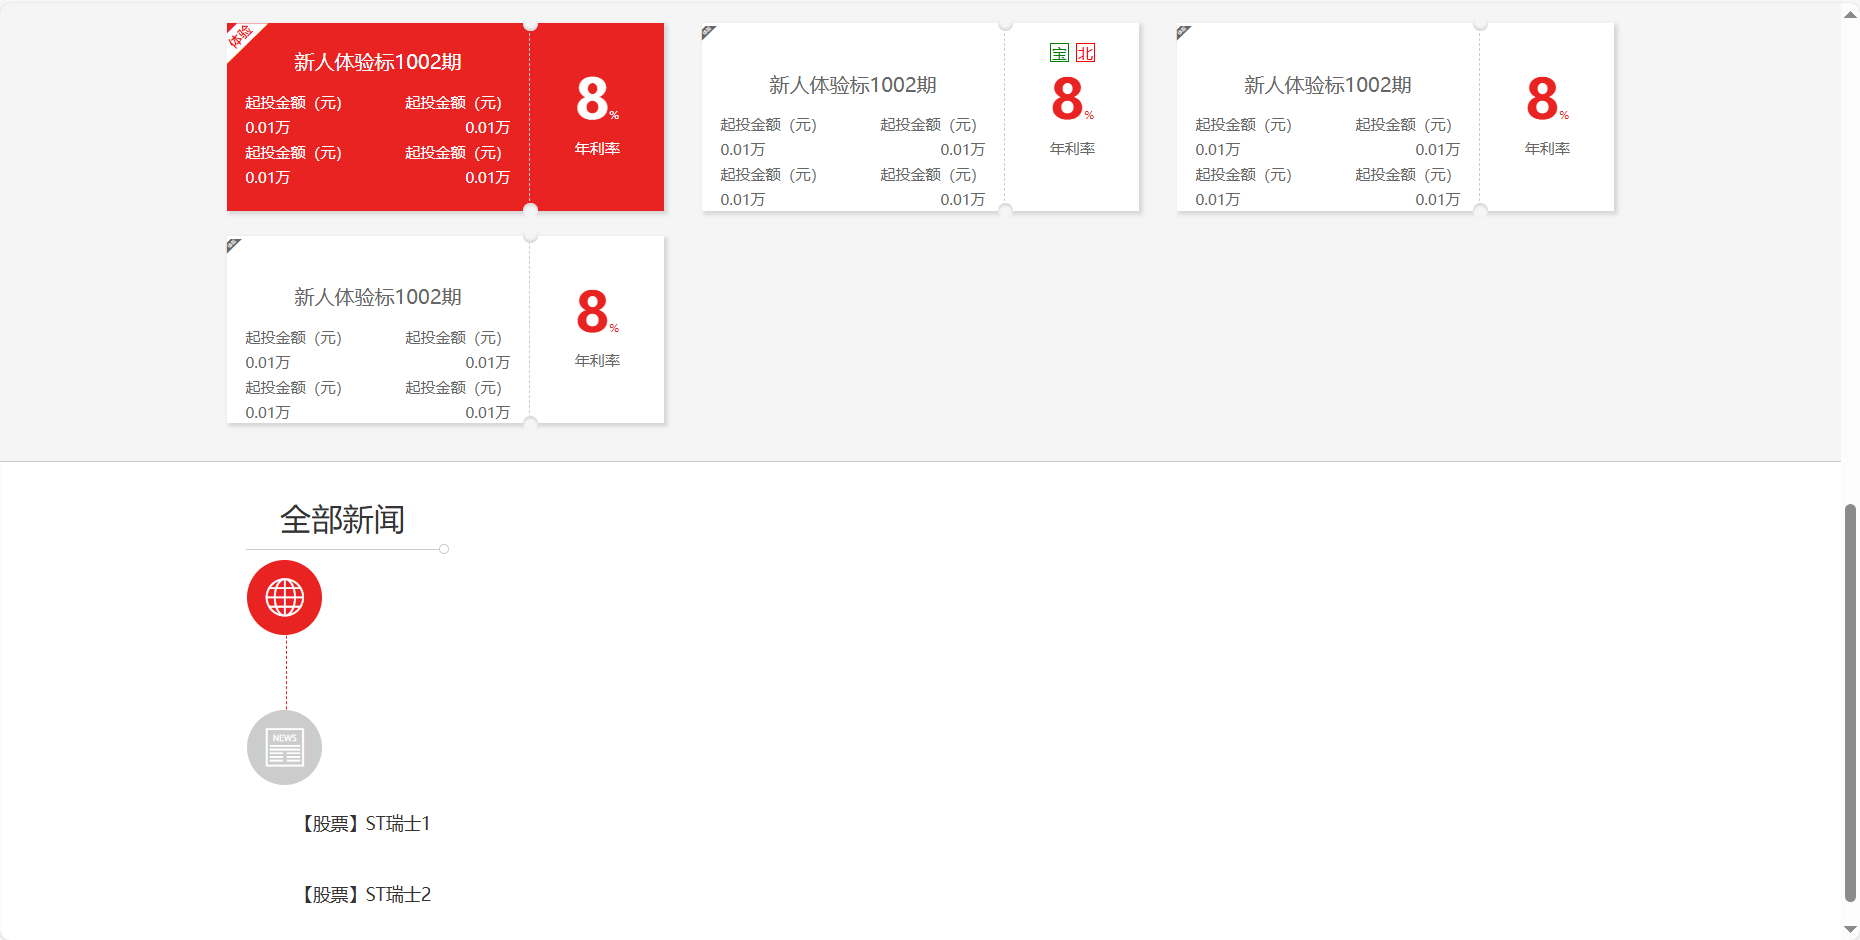 体验
新人体验标1002期
起投金额（元） 起投金额（元）
0.01万 0.01万
起投金额（元） 起投金额（元）
0.01万 0.01万
8%
年利率
新人体验标1002期
起投金额（元） 起投金额（元）
0.01万 0.01万
起投金额（元） 起投金额（元）
0.01万 0.01万
宝 北
8%
年利率
新人体验标1002期
起投金额（元） 起投金额（元）
0.01万 0.01万
起投金额（元） 起投金额（元）
0.01万 0.01万
8%
年利率
新人体验标1002期
起投金额（元） 起投金额（元）
0.01万 0.01万
起投金额（元） 起投金额（元）
0.01万 0.01万
8%
年利率
全部新闻
NEWS
【股票】ST瑞士1
【股票】ST瑞士2